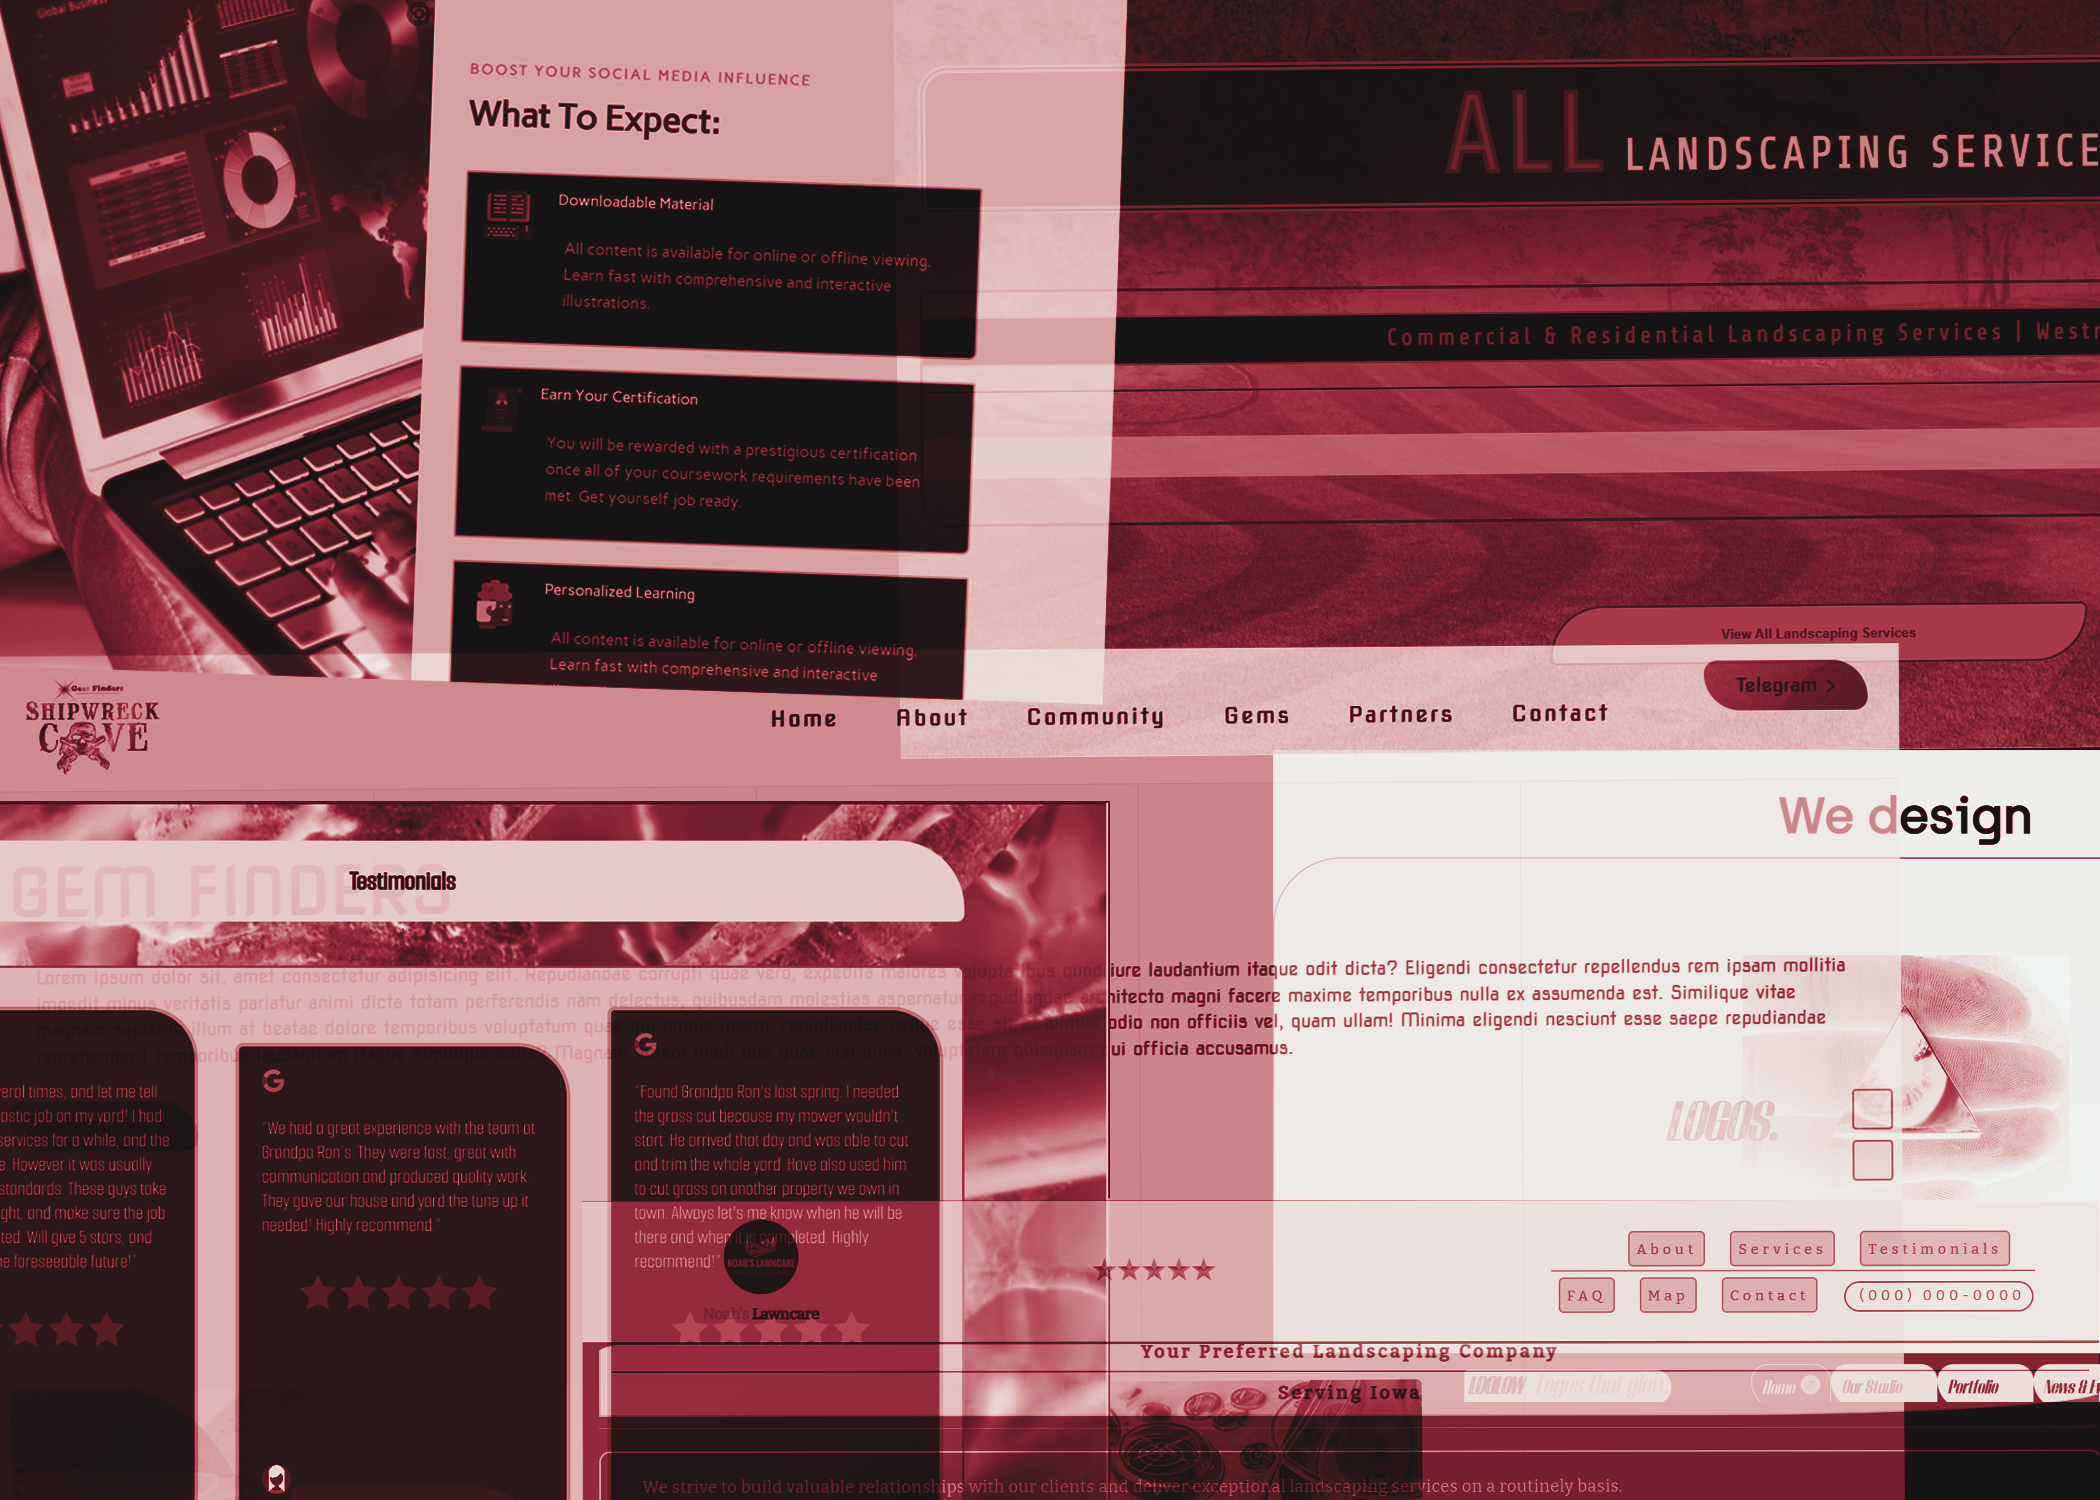 Global Business
BOOST YOUR SOCIAL MEDIA INFLUENCE
What To Expect:
Downloadable Material
All content is available for online or offline viewing.
Learn fast with comprehensive and interactive
illustrations.
Earn Your Certification
You will be rewarded with a prestigious certification
once all of your coursework requirements have been
met. Get yourself job ready.
Personalized Learning
All content is available for online or offline viewing.
Learn fast with comprehensive and interactive
ALL LANDSCAPING SERVICE
Commercial & Residential Landscaping Services | Westm
View All Landscaping Services
Telegram >
Gem Finders
SHIPWRECK
COVE
Home About Community Gems Partners Contact
We design
GEM FINDERS
Testimonials
Lorem ipsum dolor sit, amet consectetur adipisicing elit. Repudiandae corrupti quae vero, expedita maiores voluptatibus quod iure laudantium itaque odit dicta? Eligendi consectetur repellendus rem ipsam mollitia
impedit minus veritatis pariatur animi dicta totam perferendis nam delectus, quibusdam molestias aspernatur repudiandae architecto magni facere maxime temporibus nulla ex assumenda est. Similique vitae
magnam sapiente illum at beatae dolore temporibus voluptatum quae omnis ipsam, repudiandae neque esse sit aliquid odio non officiis vel, quam ullam! Minima eligendi nesciunt esse saepe repudiandae
reprehenderit temporibus laudantium itaque similique nulla? Magnam autem modi quo quae nisi quos, voluptatem quisquam qui officia accusamus.
veral times, and let me tell
astic job on my yard! I had
services for a while, and the
e. However it was usually
standards. These guys take
ght, and make sure the job
ted. Will give 5 stars, and
he foreseeable future!"
G
"We had a great experience with the team at
Grandpa Ron's. They were fast, great with
communication and produced quality work.
They gave our house and yard the tune up it
needed! Highly recommend."
G
"Found Grandpa Ron's last spring. I needed
the grass cut because my mower wouldn't
start. He arrived that day and was able to cut
and trim the whole yard. Have also used him
to cut grass on another property we own in
town. Always let's me know when he will be
there and when it is completed. Highly
recommend!"
NOAH'S LAWNCARE
Noah's Lawncare
LOGOS.
About Services Testimonials
FAQ Map Contact (000) 000-0000
Your Preferred Landscaping Company
Serving Iowa
LOGLOW Logos that glow.
Home Our Studio Portfolio News &
We strive to build valuable relationships with our clients and deliver exceptional landscaping services on a routinely basis.